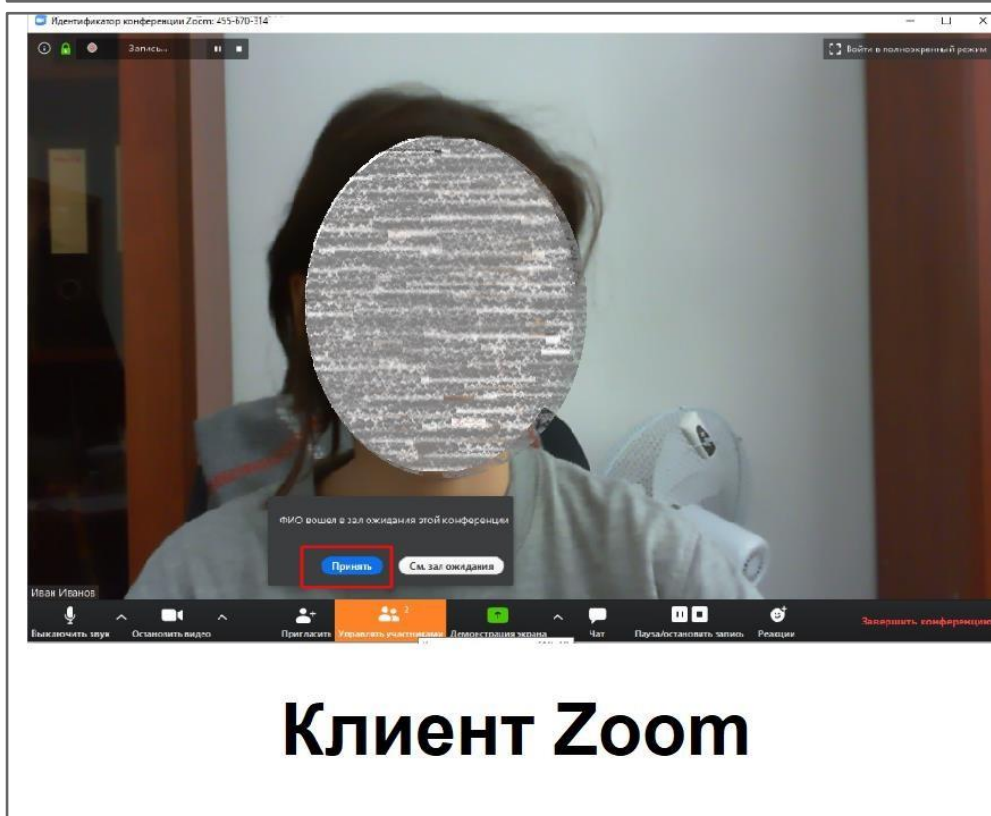 Идентификатор конференции Zoom: 455-670-314
Запись...
Войти в полноэкранный режим
ФИО вошел в зал ожидания этой конференции
Принять
См. зал ожидания
Иван Иванов
2
Выключить звук
Остановить видео
Пригласить
Управлять участниками
Демонстрация экрана
Чат
Пауза/остановить запись
Реакции
Завершить конференцию
Клиент Zoom